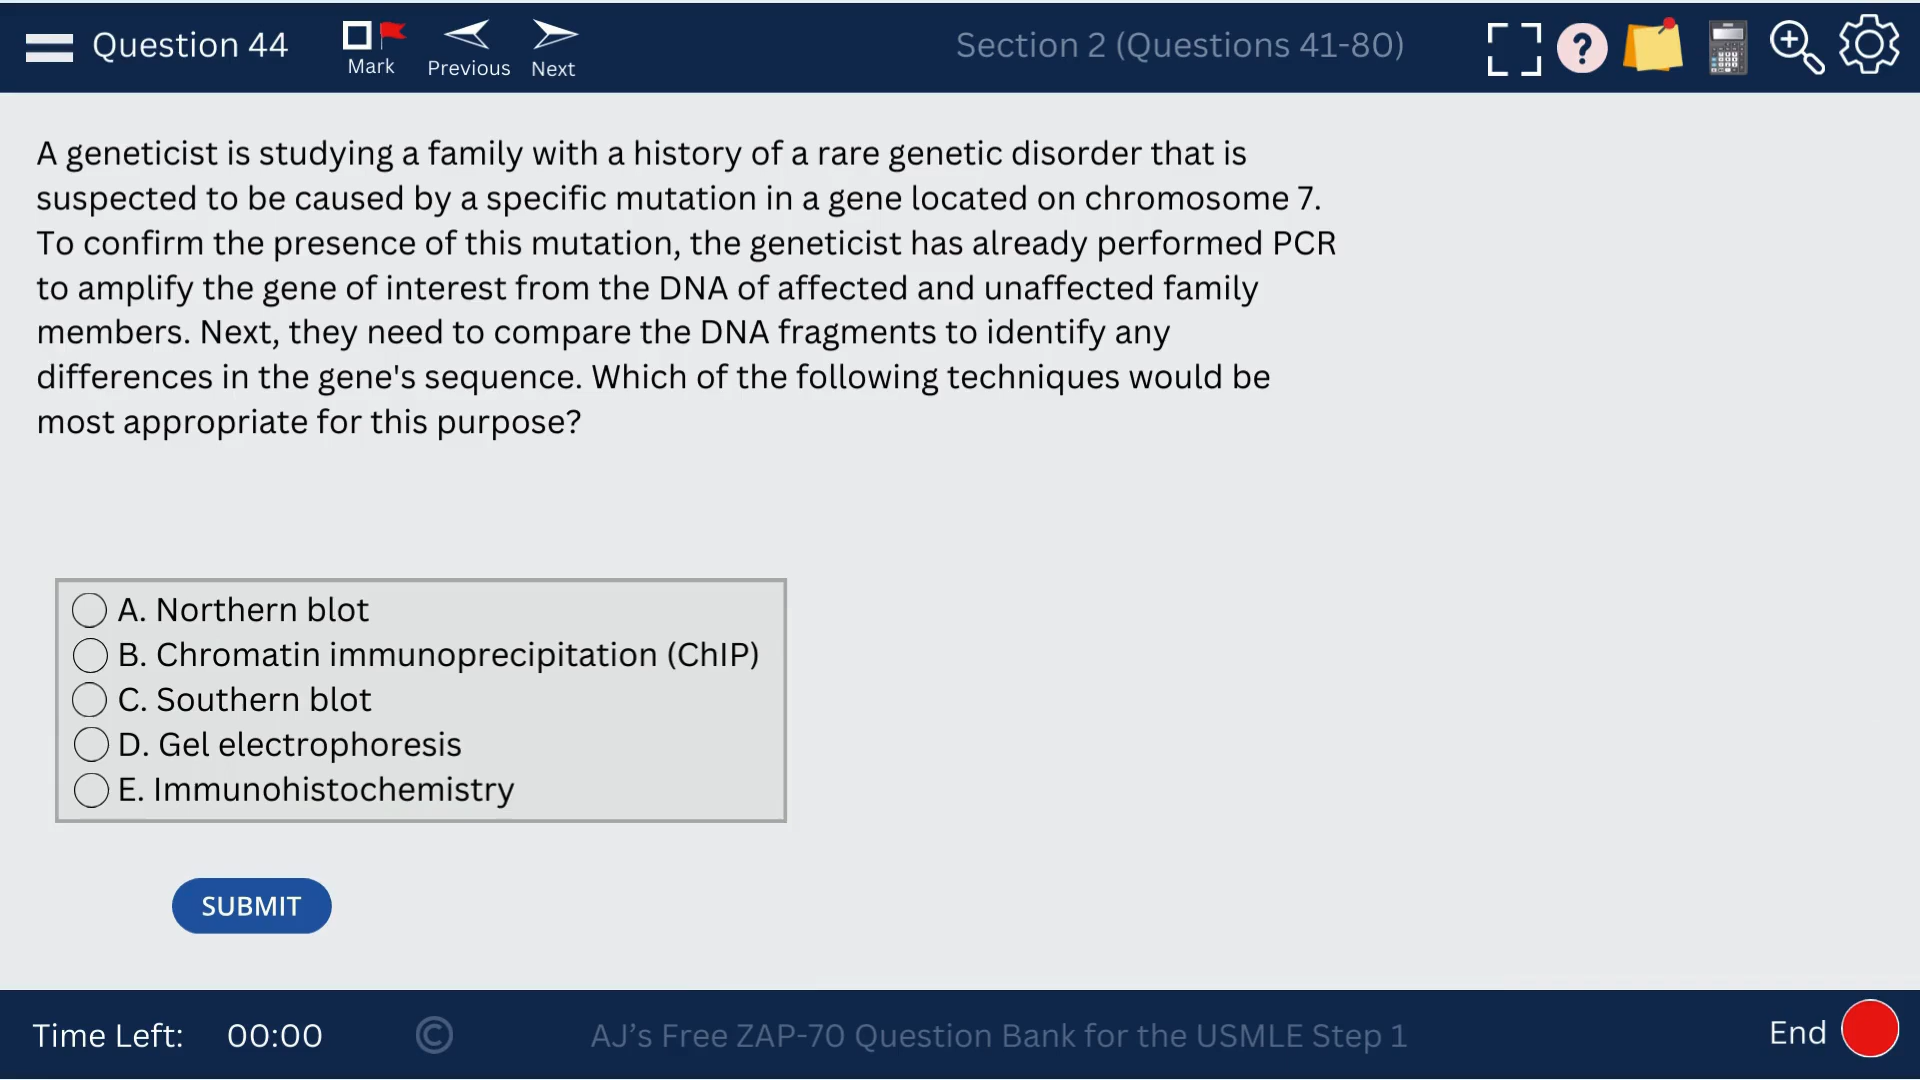 Question 44
Mark
Previous
Next
Section 2 (Questions 41-80)
?
A geneticist is studying a family with a history of a rare genetic disorder that is
suspected to be caused by a specific mutation in a gene located on chromosome 7.
To confirm the presence of this mutation, the geneticist has already performed PCR
to amplify the gene of interest from the DNA of affected and unaffected family
members. Next, they need to compare the DNA fragments to identify any
differences in the gene's sequence. Which of the following techniques would be
most appropriate for this purpose?
A. Northern blot
B. Chromatin immunoprecipitation (ChIP)
C. Southern blot
D. Gel electrophoresis
E. Immunohistochemistry
SUBMIT
Time Left: 00:00
©
AJ’s Free ZAP-70 Question Bank for the USMLE Step 1
End